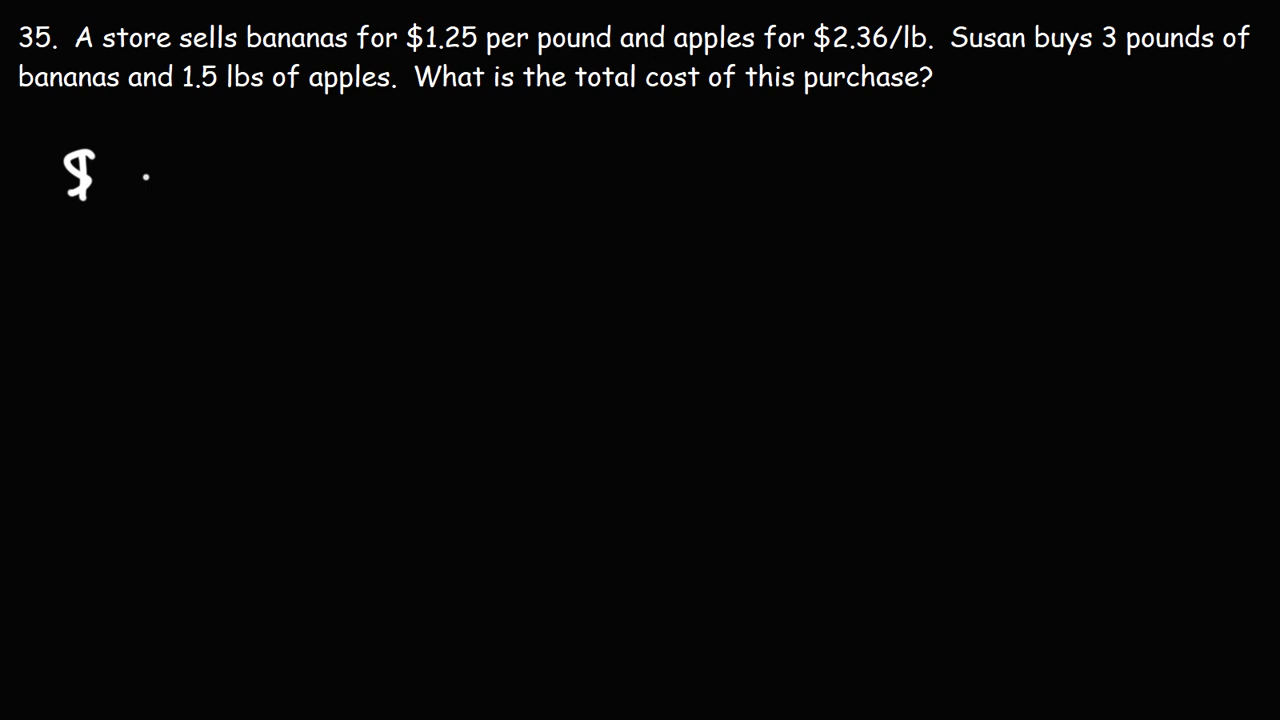 35. A store sells bananas for $1.25 per pound and apples for $2.36/lb. Susan buys 3 pounds of
bananas and 1.5 lbs of apples. What is the total cost of this purchase?
$ .